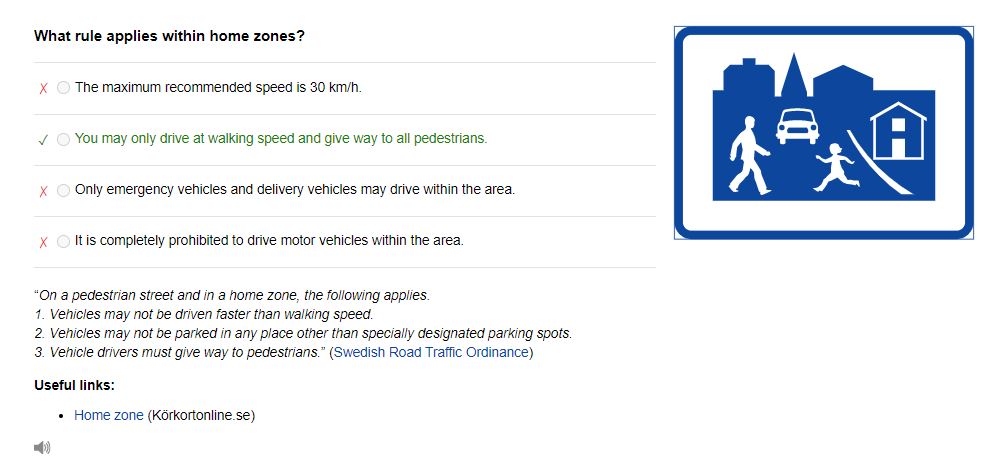 What rule applies within home zones?
✗ The maximum recommended speed is 30 km/h.
✓ You may only drive at walking speed and give way to all pedestrians.
✗ Only emergency vehicles and delivery vehicles may drive within the area.
✗ It is completely prohibited to drive motor vehicles within the area.
“On a pedestrian street and in a home zone, the following applies.
1. Vehicles may not be driven faster than walking speed.
2. Vehicles may not be parked in any place other than specially designated parking spots.
3. Vehicle drivers must give way to pedestrians.” (Swedish Road Traffic Ordinance)
Useful links:
• Home zone (Körkortonline.se)